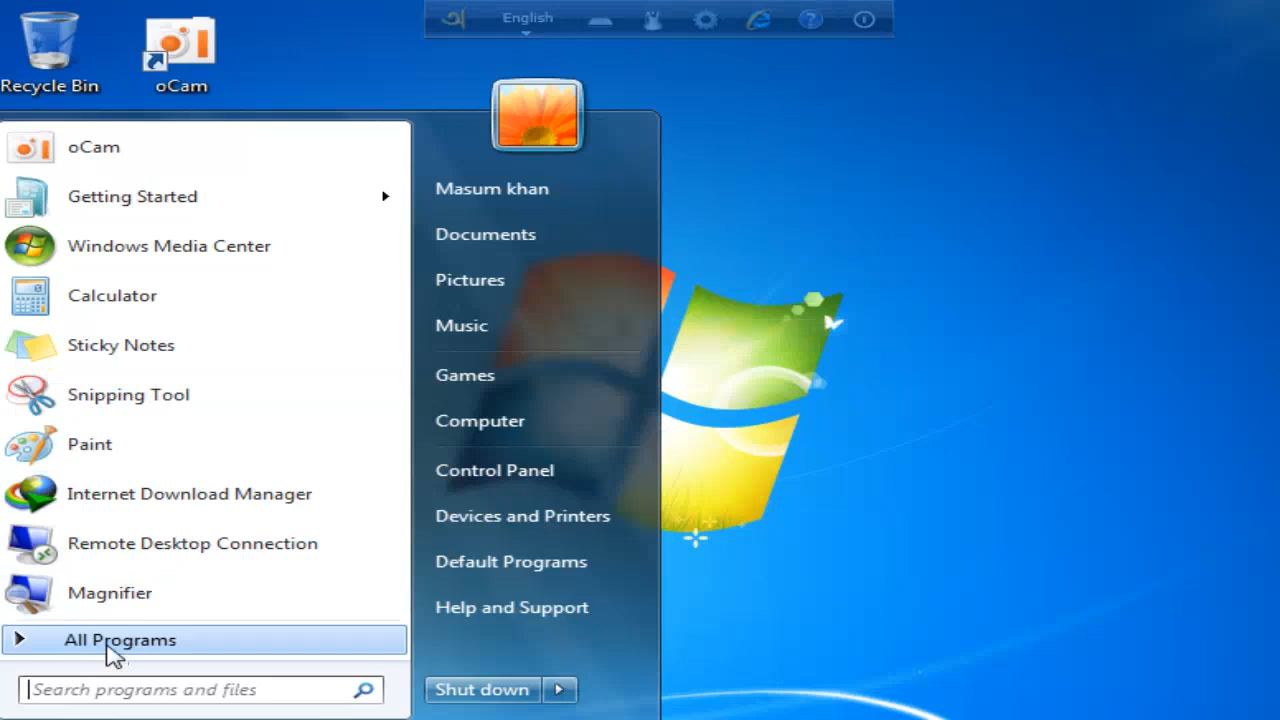 অ English
Recycle Bin
oCam
oCam
Getting Started
Windows Media Center
Calculator
Sticky Notes
Snipping Tool
Paint
Internet Download Manager
Remote Desktop Connection
Magnifier
All Programs
Search programs and files
Masum khan
Documents
Pictures
Music
Games
Computer
Control Panel
Devices and Printers
Default Programs
Help and Support
Shut down